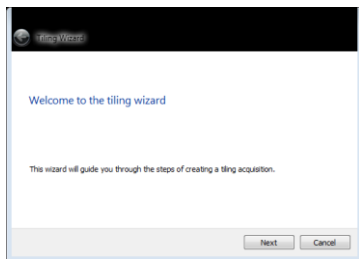 Tiling Wizard
Welcome to the tiling wizard
This wizard will guide you through the steps of creating a tiling acquisition.
Next
Cancel